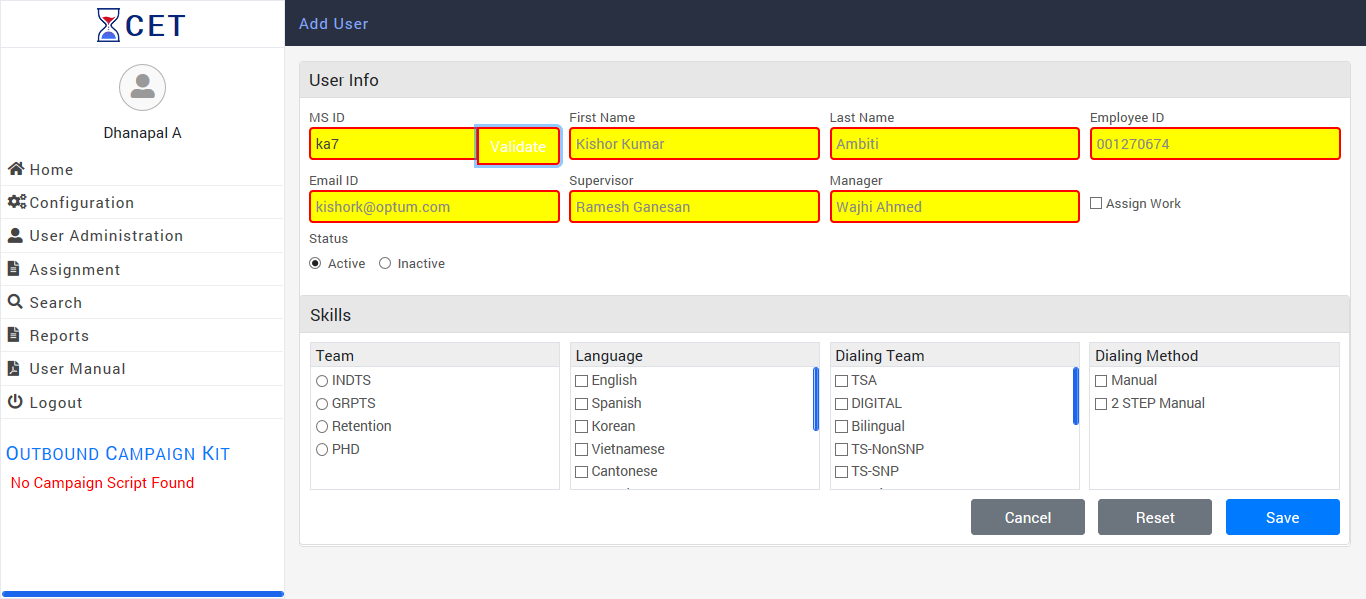 CET
Add User
Dhanapal A
Home
Configuration
User Administration
Assignment
Search
Reports
User Manual
Logout
OUTBOUND CAMPAIGN KIT
No Campaign Script Found
User Info
MS ID
First Name
Last Name
Employee ID
ka7
Validate
Kishor Kumar
Ambiti
001270674
Email ID
Supervisor
Manager
kishork@optum.com
Ramesh Ganesan
Wajhi Ahmed
Assign Work
Status
Active
Inactive
Skills
Team
INDTS
GRPTS
Retention
PHD
Language
English
Spanish
Korean
Vietnamese
Cantonese
Dialing Team
TSA
DIGITAL
Bilingual
TS-NonSNP
TS-SNP
Dialing Method
Manual
2 STEP Manual
Cancel
Reset
Save